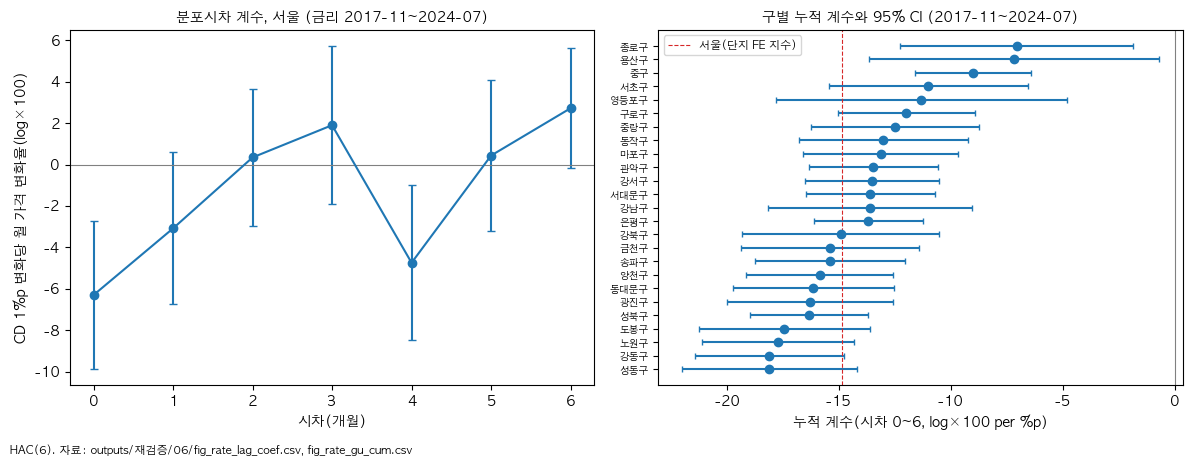 분포시차 계수, 서울 (금리 2017-11~2024-07)
CD 1%p 변화당 월 가격 변화율(log×100)
6
4
2
0
-2
-4
-6
-8
-10
0 1 2 3 4 5 6
시차(개월)
구별 누적 계수와 95% CI (2017-11~2024-07)
서울(단지 FE 지수)
종로구
용산구
중구
서초구
영등포구
구로구
중랑구
동작구
마포구
관악구
강서구
서대문구
강남구
은평구
강북구
금천구
송파구
양천구
동대문구
광진구
성북구
도봉구
노원구
강동구
성동구
-20 -15 -10 -5 0
누적 계수(시차 0~6, log×100 per %p)
HAC(6). 자료: outputs/재검증/06/fig_rate_lag_coef.csv, fig_rate_gu_cum.csv